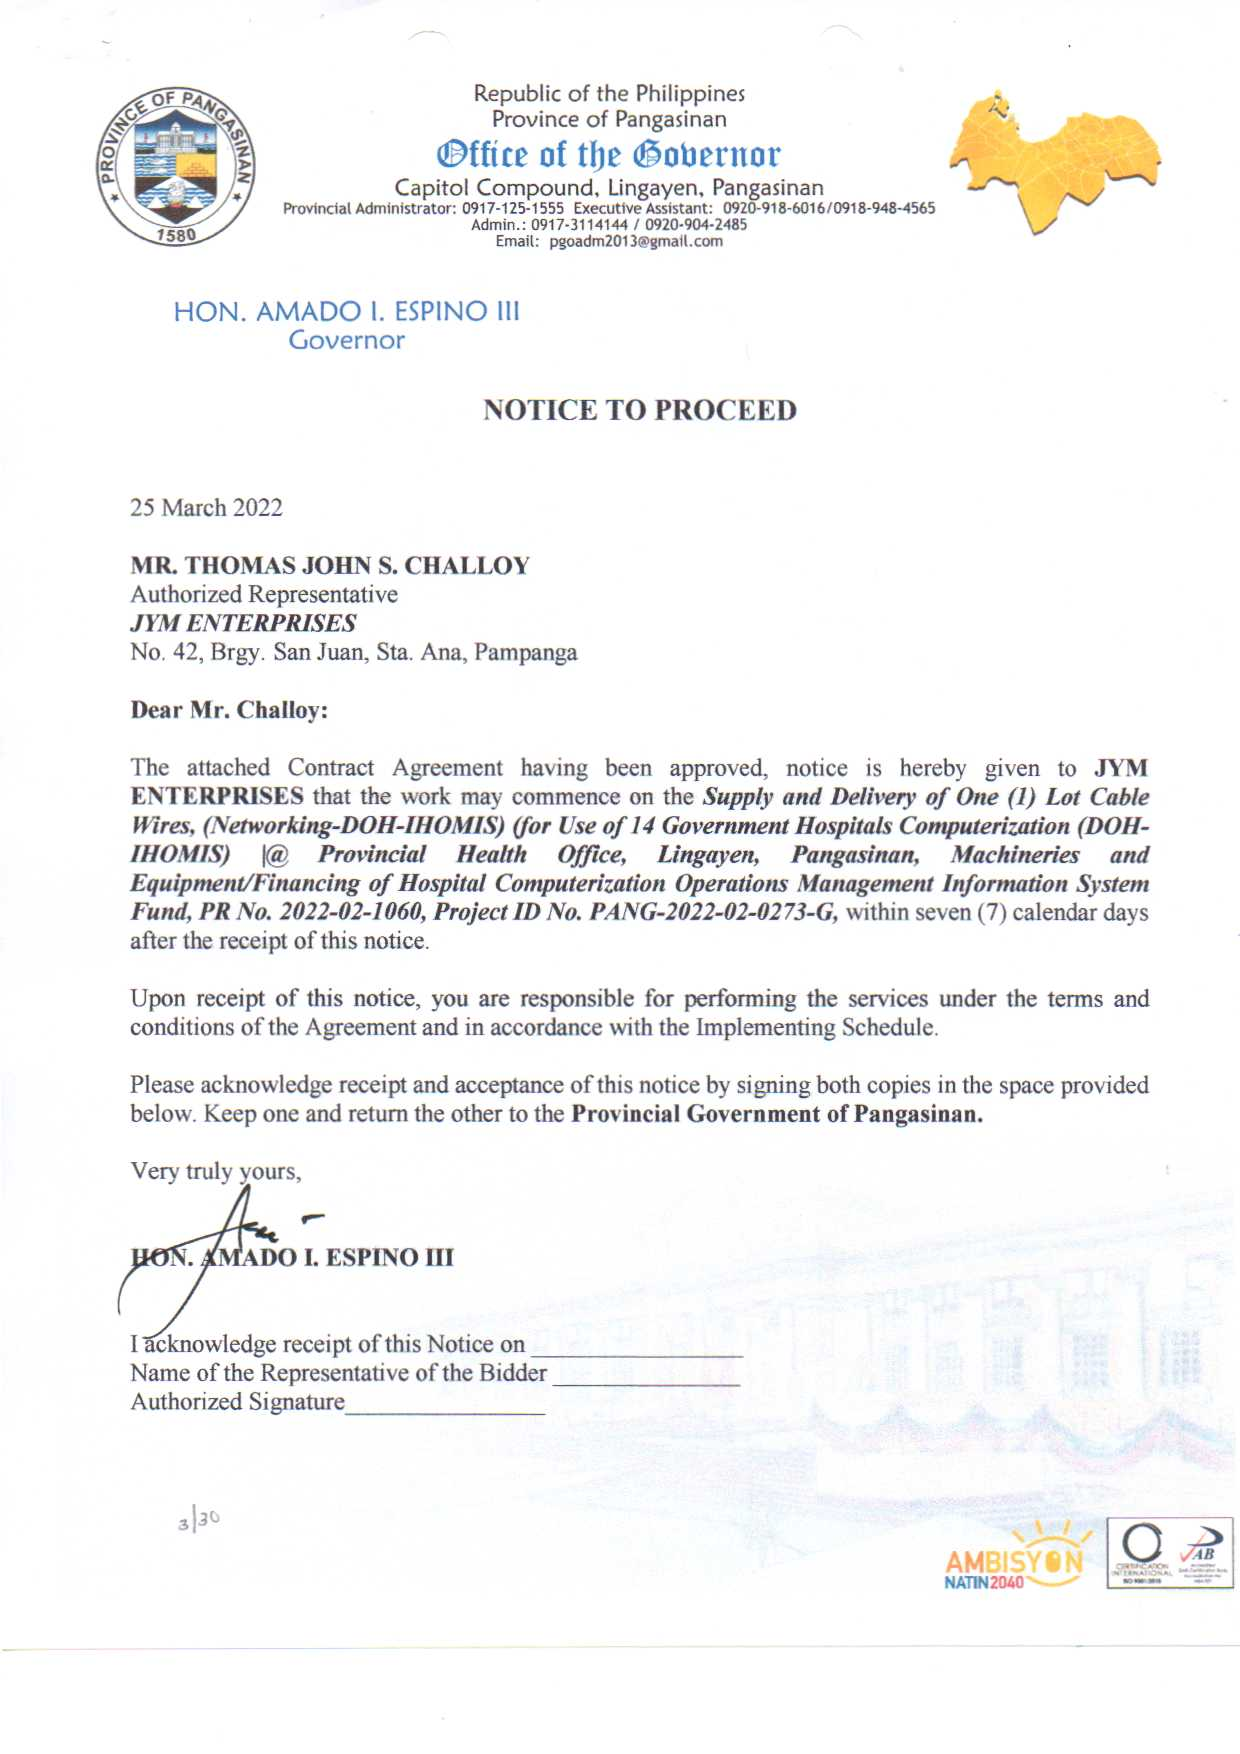 Republic of the Philippines
Province of Pangasinan
Office of the Governor
Capitol Compound, Lingayen, Pangasinan
Provincial Administrator: 0917-125-1555 Executive Assistant: 0920-918-6016/0918-948-4565
Admin.: 0917-3114144 / 0920-904-2485
Email: pgoadm2013@gmail.com
PROVINCE OF PANGASINAN
1580
HON. AMADO I. ESPINO III
Governor
NOTICE TO PROCEED
25 March 2022
MR. THOMAS JOHN S. CHALLOY
Authorized Representative
JYM ENTERPRISES
No. 42, Brgy. San Juan, Sta. Ana, Pampanga
Dear Mr. Challoy:
The attached Contract Agreement having been approved, notice is hereby given to JYM
ENTERPRISES that the work may commence on the Supply and Delivery of One (1) Lot Cable
Wires, (Networking-DOH-IHOMIS) (for Use of 14 Government Hospitals Computerization (DOH-
IHOMIS) |@ Provincial Health Office, Lingayen, Pangasinan, Machineries and
Equipment/Financing of Hospital Computerization Operations Management Information System
Fund, PR No. 2022-02-1060, Project ID No. PANG-2022-02-0273-G, within seven (7) calendar days
after the receipt of this notice.
Upon receipt of this notice, you are responsible for performing the services under the terms and
conditions of the Agreement and in accordance with the Implementing Schedule.
Please acknowledge receipt and acceptance of this notice by signing both copies in the space provided
below. Keep one and return the other to the Provincial Government of Pangasinan.
Very truly yours,
HON. AMADO I. ESPINO III
I acknowledge receipt of this Notice on
Name of the Representative of the Bidder
Authorized Signature
3/30
AMBISYON
NATIN 2040
CERTIFICATION
INTERNATIONAL
ISO 9001:2015
PAB